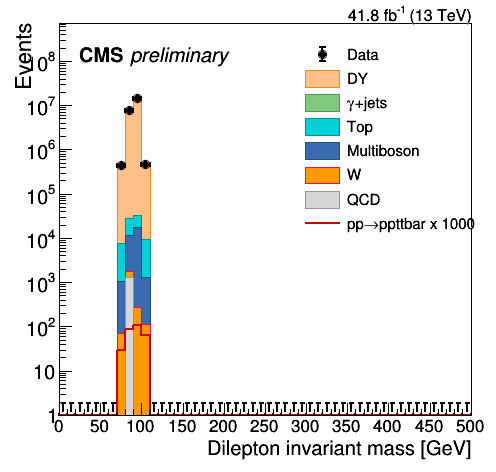 41.8 fb⁻¹ (13 TeV)
Events
CMS preliminary
Data
DY
γ+jets
Top
Multiboson
W
QCD
pp→ppttbar x 1000
10⁸
10⁷
10⁶
10⁵
10⁴
10³
10²
10
1
0 50 100 150 200 250 300 350 400 450 500
Dilepton invariant mass [GeV]